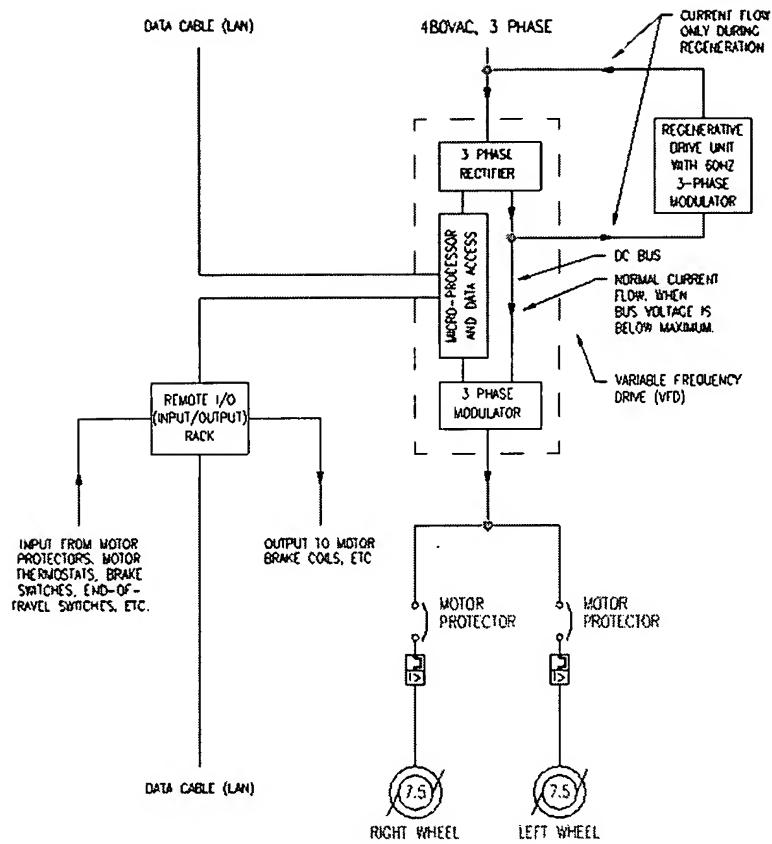 DATA CABLE (LAN)
480VAC, 3 PHASE
CURRENT FLOW
ONLY DURING
REGENERATION
REGENERATIVE
DRIVE UNIT
WITH 60HZ
3-PHASE
MODULATOR
3 PHASE
RECTIFIER
MICRO-PROCESSOR
AND DATA ACCESS
DC BUS
NORMAL CURRENT
FLOW, WHEN
BUS VOLTAGE IS
BELOW MAXIMUM.
VARIABLE FREQUENCY
DRIVE (VFD)
3 PHASE
MODULATOR
REMOTE I/O
(INPUT/OUTPUT)
RACK
INPUT FROM MOTOR
PROTECTORS, MOTOR
THERMOSTATS, BRAKE
SWITCHES, END-OF-
TRAVEL SWITCHES, ETC.
OUTPUT TO MOTOR
BRAKE COILS, ETC
MOTOR
PROTECTOR
MOTOR
PROTECTOR
I>
I>
DATA CABLE (LAN)
7.5
7.5
RIGHT WHEEL
LEFT WHEEL